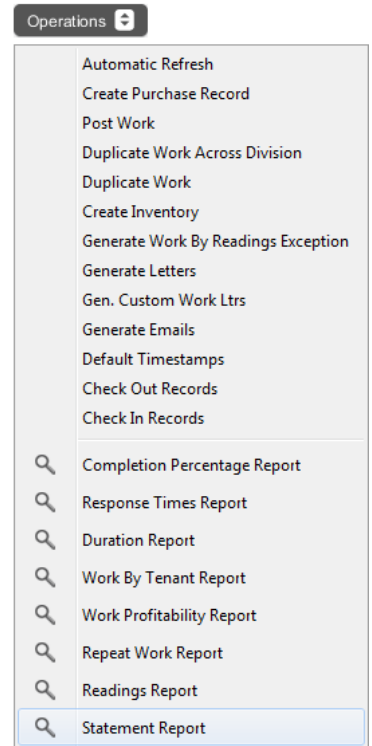 Operations
Automatic Refresh
Create Purchase Record
Post Work
Duplicate Work Across Division
Duplicate Work
Create Inventory
Generate Work By Readings Exception
Generate Letters
Gen. Custom Work Ltrs
Generate Emails
Default Timestamps
Check Out Records
Check In Records
Completion Percentage Report
Response Times Report
Duration Report
Work By Tenant Report
Work Profitability Report
Repeat Work Report
Readings Report
Statement Report